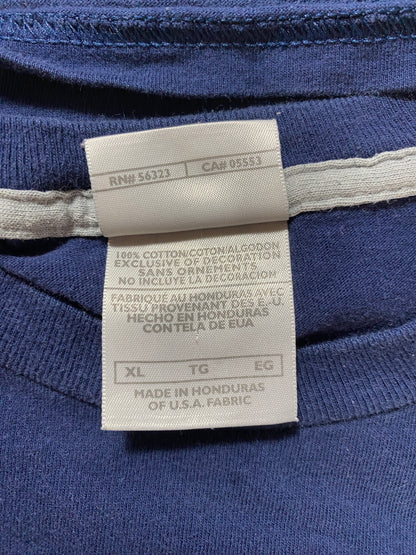 RN# 56323 CA# 05553
100% COTTON/COTON/ALGODON
EXCLUSIVE OF DECORATION
SANS ORNEMENTS
NO INCLUYE LA DECORACION
FABRIQUE AU HONDURAS AVEC
TISSU PROVENANT DES E.-U.
HECHO EN HONDURAS
CON TELA DE EUA
XL TG EG
MADE IN HONDURAS
OF U.S.A. FABRIC